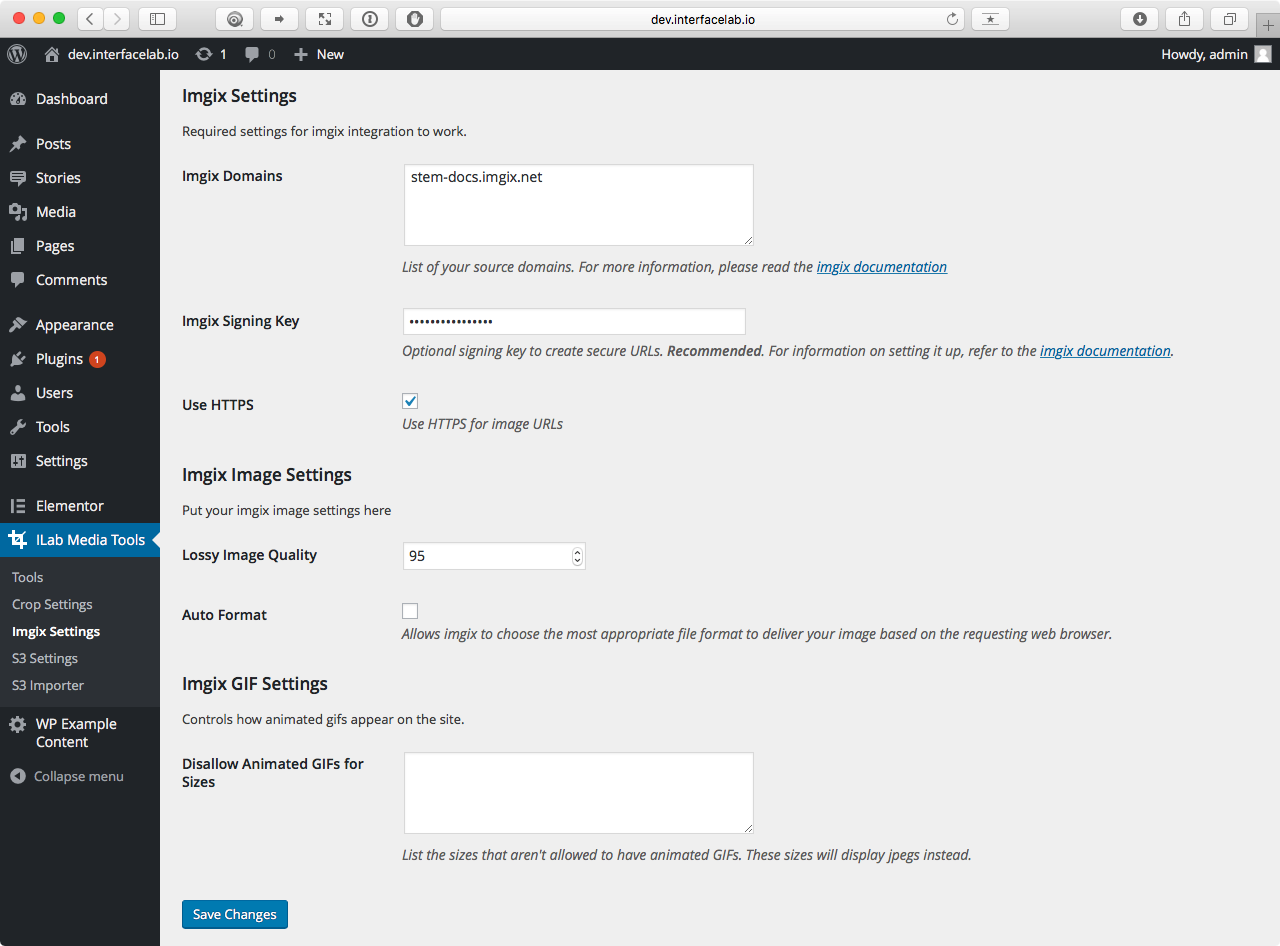 dev.interfacelab.io
dev.interfacelab.io 1 0 New Howdy, admin
Dashboard
Posts
Stories
Media
Pages
Comments
Appearance
Plugins 1
Users
Tools
Settings
Elementor
ILab Media Tools
Tools
Crop Settings
Imgix Settings
S3 Settings
S3 Importer
WP Example
Content
Collapse menu
Imgix Settings
Required settings for imgix integration to work.
Imgix Domains
stem-docs.imgix.net
List of your source domains. For more information, please read the imgix documentation
Imgix Signing Key
••••••••••••••••
Optional signing key to create secure URLs. Recommended. For information on setting it up, refer to the imgix documentation.
Use HTTPS
Use HTTPS for image URLs
Imgix Image Settings
Put your imgix image settings here
Lossy Image Quality
95
Auto Format
Allows imgix to choose the most appropriate file format to deliver your image based on the requesting web browser.
Imgix GIF Settings
Controls how animated gifs appear on the site.
Disallow Animated GIFs for
Sizes
List the sizes that aren't allowed to have animated GIFs. These sizes will display jpegs instead.
Save Changes